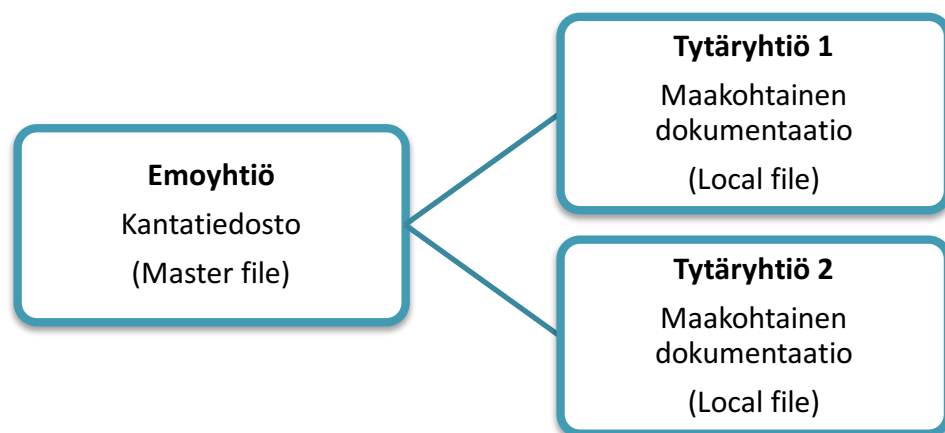 Emoyhtiö
Kantatiedosto
(Master file)
Tytäryhtiö 1
Maakohtainen
dokumentaatio
(Local file)
Tytäryhtiö 2
Maakohtainen
dokumentaatio
(Local file)